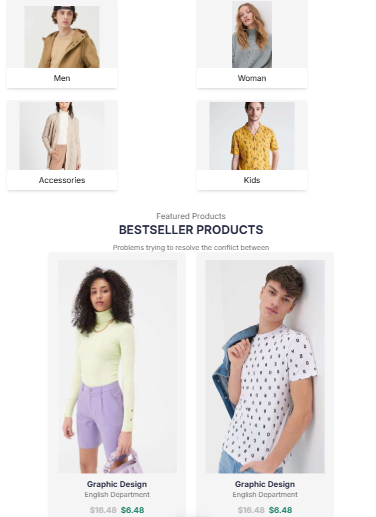 Men
Woman
Accessories
Kids
Featured Products
BESTSELLER PRODUCTS
Problems trying to resolve the conflict between
Graphic Design
English Department
$16.48 $6.48
Graphic Design
English Department
$16.48 $6.48